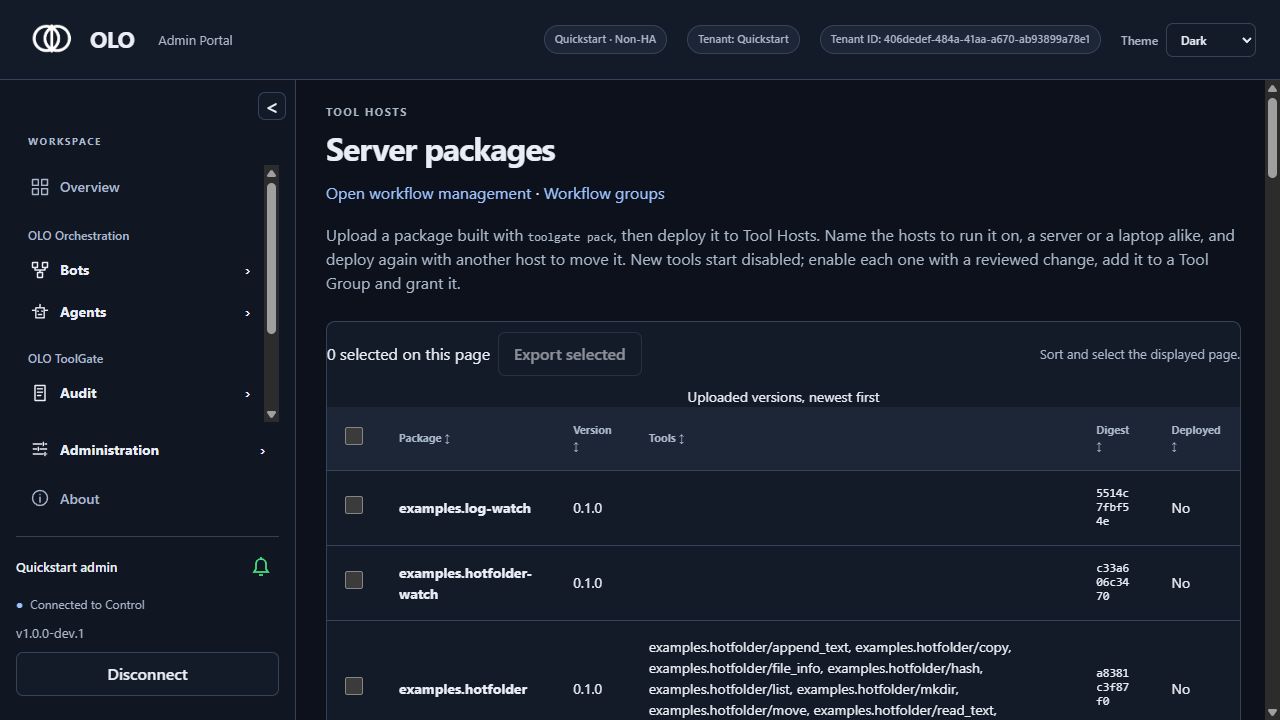 OLO
Admin Portal
Quickstart · Non-HA
Tenant: Quickstart
Tenant ID: 406dedef-484a-41aa-a670-ab93899a78e1
Theme
Dark
<
WORKSPACE
Overview
OLO Orchestration
Bots ›
Agents ›
OLO ToolGate
Audit ›
Administration ›
About
Quickstart admin
Connected to Control
v1.0.0-dev.1
Disconnect
TOOL HOSTS
Server packages
Open workflow management · Workflow groups
Upload a package built with toolgate pack, then deploy it to Tool Hosts. Name the hosts to run it on, a server or a laptop alike, and
deploy again with another host to move it. New tools start disabled; enable each one with a reviewed change, add it to a Tool
Group and grant it.
0 selected on this page
Export selected
Sort and select the displayed page.
Uploaded versions, newest first
Package ↕
Version ↕
Tools ↕
Digest ↕
Deployed ↕
examples.log-watch
0.1.0
5514c
7fbf5
4e
No
examples.hotfolder-
watch
0.1.0
c33a6
06c34
70
No
examples.hotfolder
0.1.0
examples.hotfolder/append_text, examples.hotfolder/copy,
examples.hotfolder/file_info, examples.hotfolder/hash,
examples.hotfolder/list, examples.hotfolder/mkdir,
examples.hotfolder/move, examples.hotfolder/read_text,
a8381
c3f87
f0
No